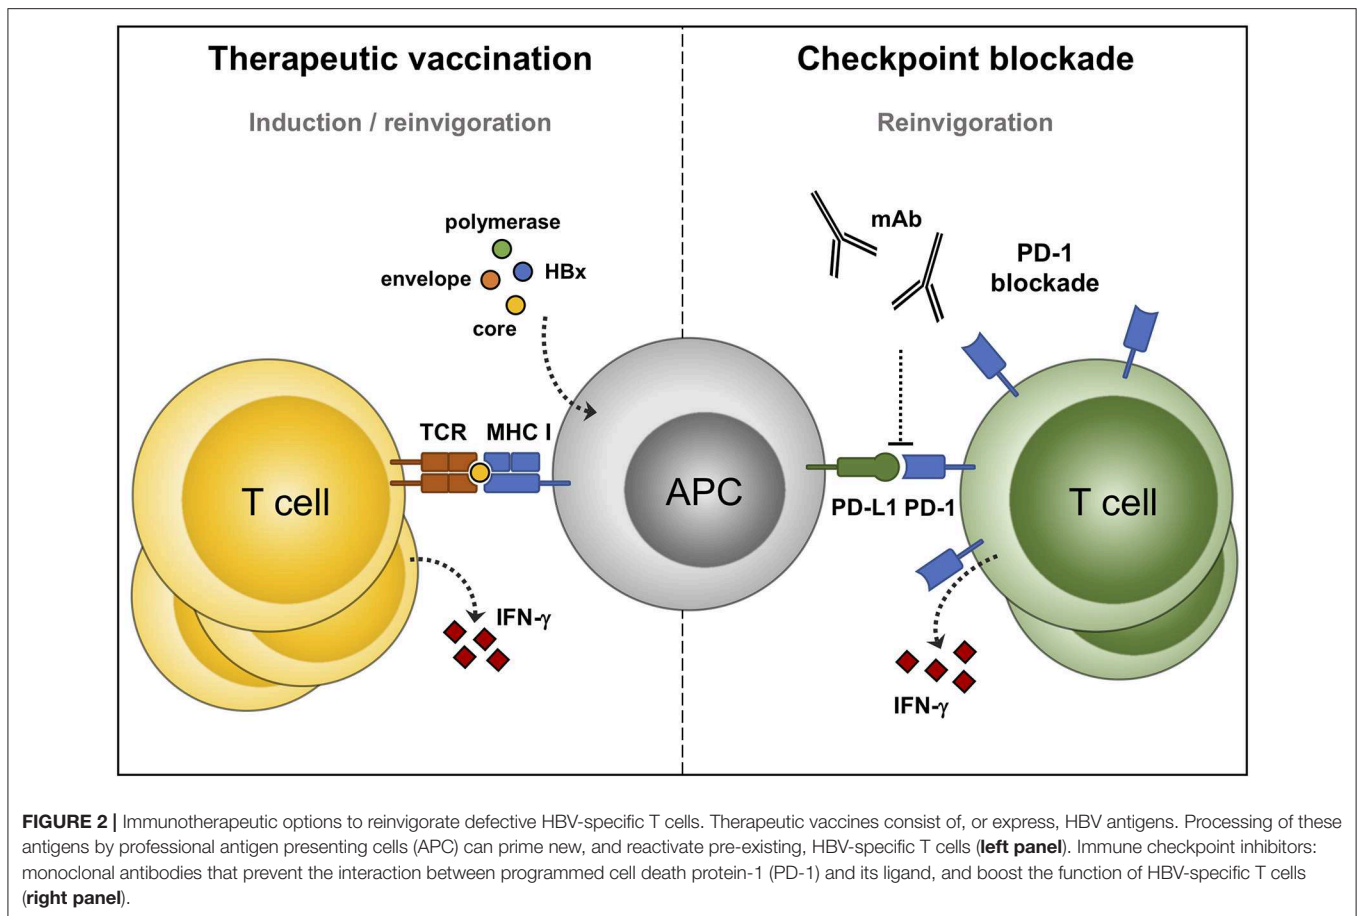 Therapeutic vaccination
Induction / reinvigoration
polymerase
envelope
HBx
core
TCR
MHC I
T cell
APC
IFN-γ
Checkpoint blockade
Reinvigoration
mAb
PD-1
blockade
PD-L1
PD-1
T cell
IFN-γ
FIGURE 2 | Immunotherapeutic options to reinvigorate defective HBV-specific T cells. Therapeutic vaccines consist of, or express, HBV antigens. Processing of these
antigens by professional antigen presenting cells (APC) can prime new, and reactivate pre-existing, HBV-specific T cells (left panel). Immune checkpoint inhibitors:
monoclonal antibodies that prevent the interaction between programmed cell death protein-1 (PD-1) and its ligand, and boost the function of HBV-specific T cells
(right panel).